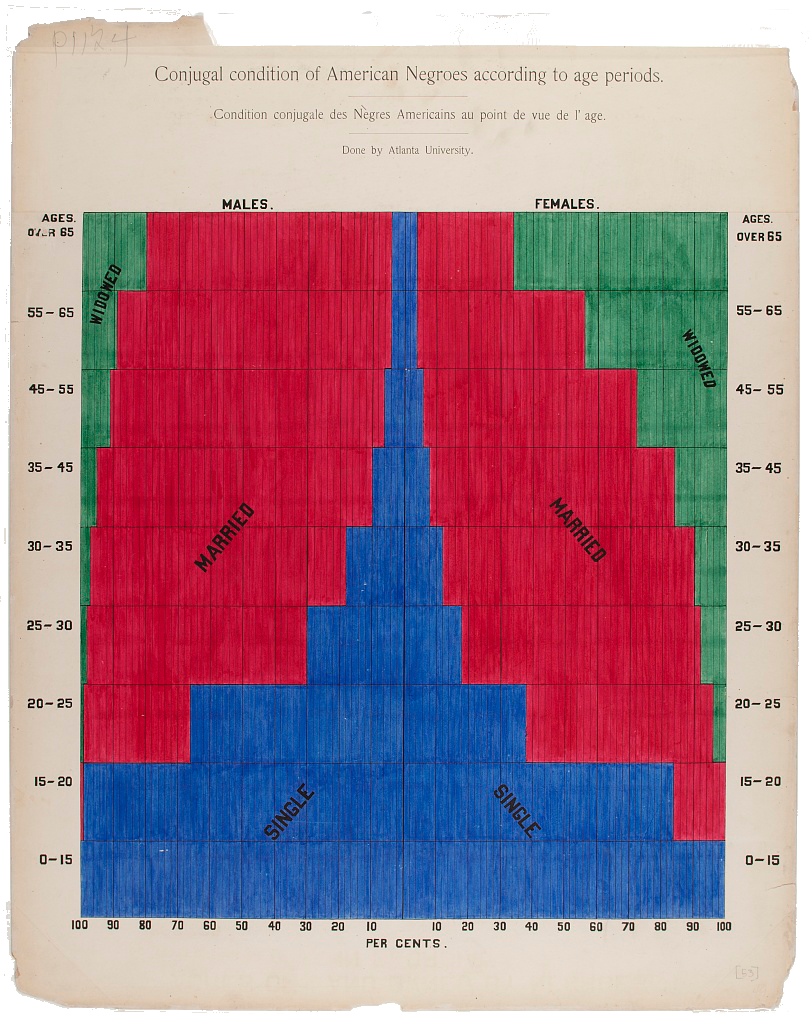 P1124
Conjugal condition of American Negroes according to age periods.
Condition conjugale des Nègres Americains au point de vue de l' age.
Done by Atlanta University.
MALES.
FEMALES.
AGES.
AGES.
OVER 65
OVER 65
WIDOWED
55-65
55-65
WIDOWED
45-55
45-55
35-45
35-45
MARRIED
MARRIED
30-35
30-35
25-30
25-30
20-25
20-25
15-20
15-20
SINGLE
SINGLE
0-15
0-15
100 90 80 70 60 50 40 30 20 10 10 20 30 40 50 60 70 80 90 100
PER CENTS.
[63]